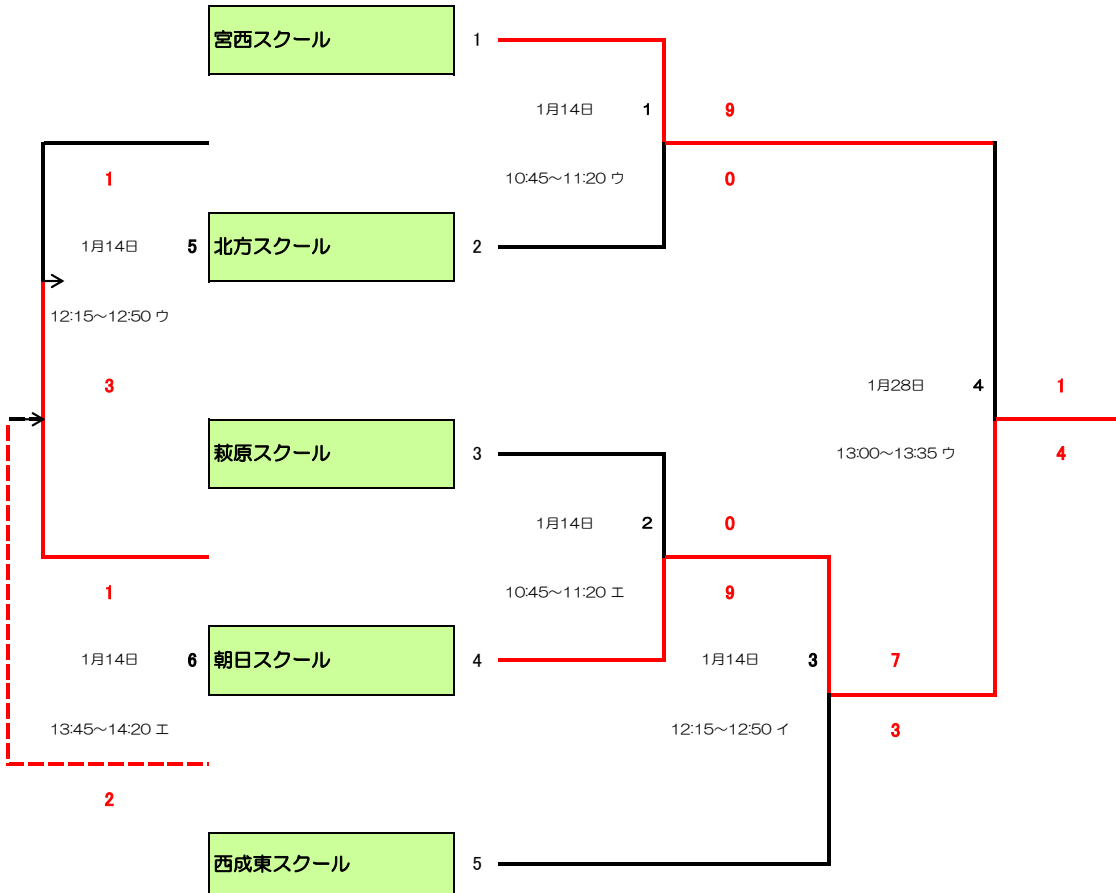 宮西スクール 1
1月14日 1 9
1 10:45～11:20 ウ 0
1月14日 5 北方スクール 2
12:15～12:50 ウ
3 1月28日 4 1
萩原スクール 3 13:00～13:35 ウ 4
1月14日 2 0
1 10:45～11:20 エ 9
1月14日 6 朝日スクール 4 1月14日 3 7
13:45～14:20 エ 12:15～12:50 イ 3
2
西成東スクール 5